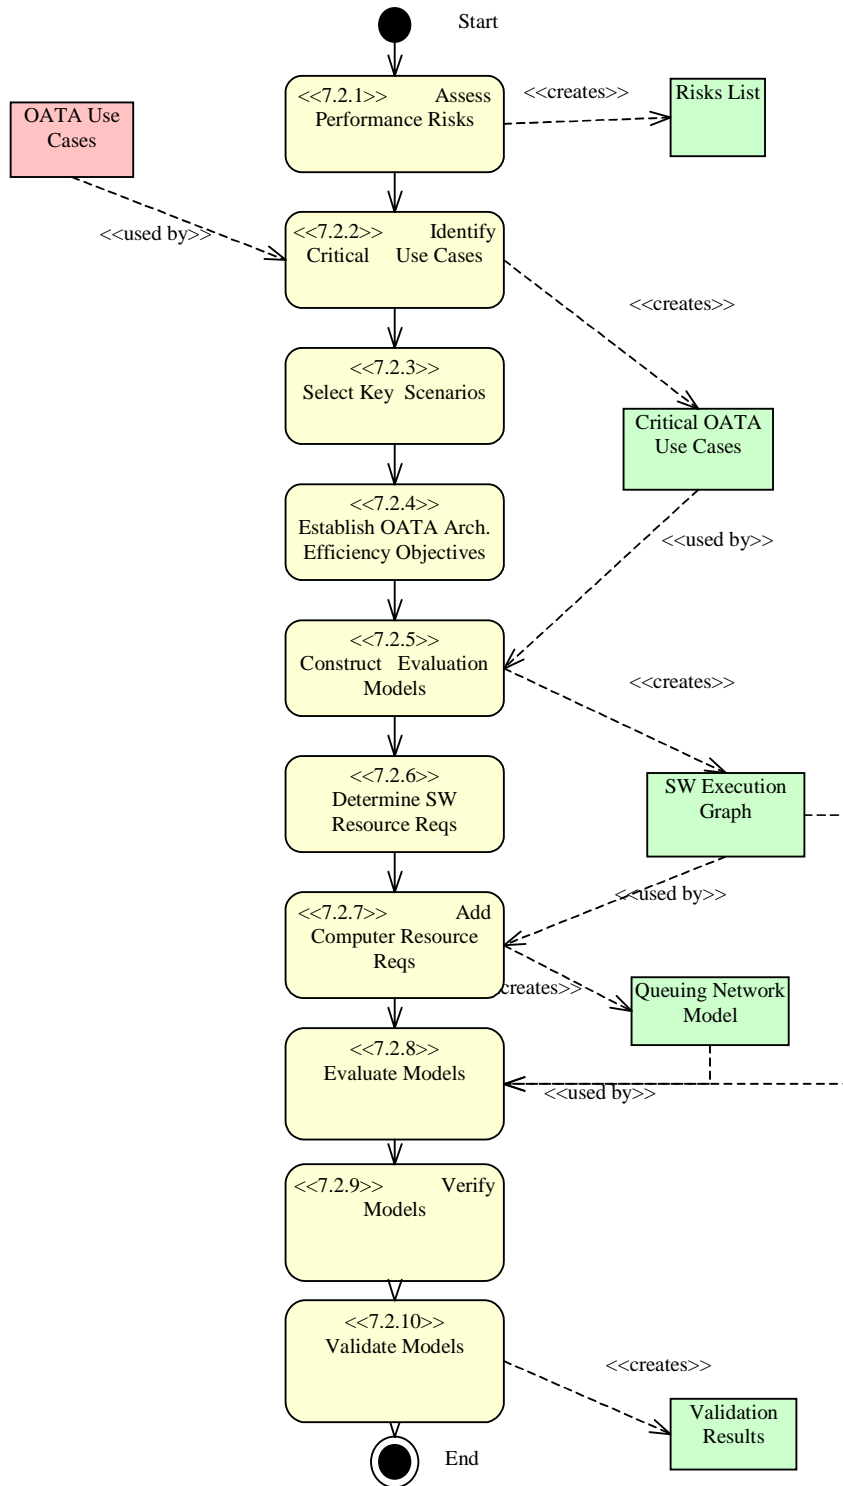 Start
<<7.2.1>> Assess
Performance Risks
<<creates>>
Risks List
OATA Use
Cases
<<used by>>
<<7.2.2>> Identify
Critical Use Cases
<<creates>>
<<7.2.3>>
Select Key Scenarios
Critical OATA
Use Cases
<<7.2.4>>
Establish OATA Arch.
Efficiency Objectives
<<used by>>
<<7.2.5>>
Construct Evaluation
Models
<<creates>>
<<7.2.6>>
Determine SW
Resource Reqs
SW Execution
Graph
<<used by>>
<<7.2.7>> Add
Computer Resource
Reqs
creates>>
Queuing Network
Model
<<7.2.8>>
Evaluate Models
<<used by>>
<<7.2.9>> Verify
Models
<<7.2.10>>
Validate Models
<<creates>>
Validation
Results
End